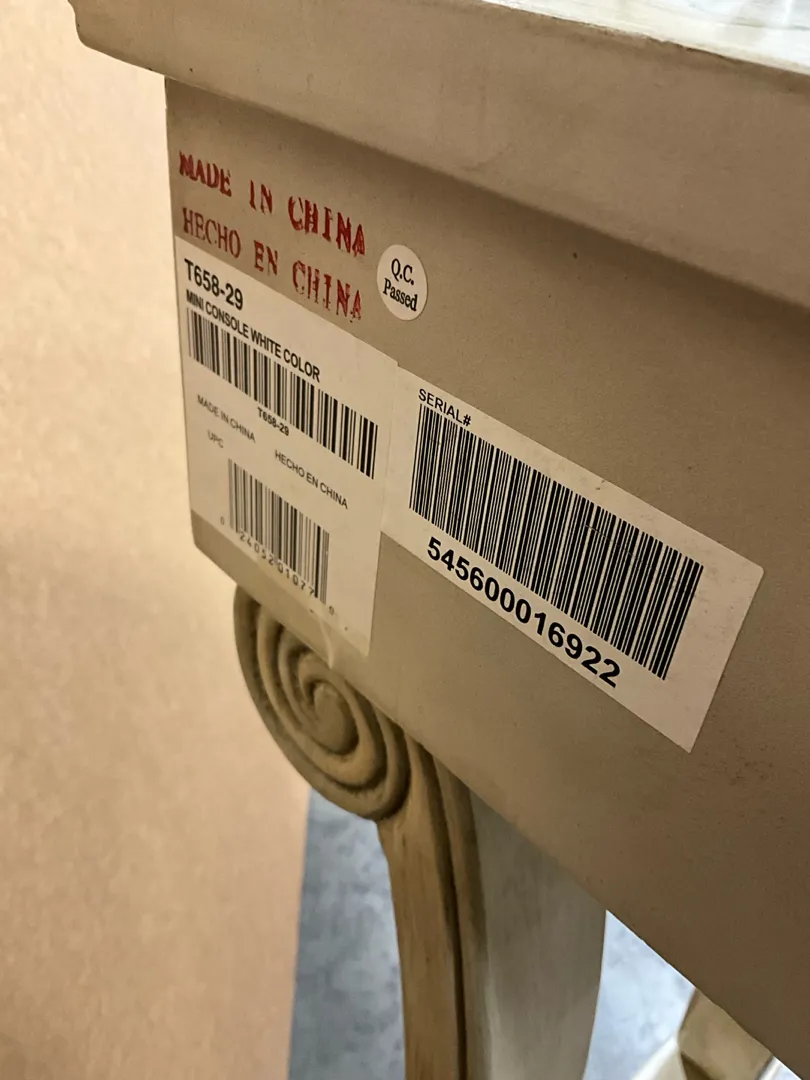 MADE IN CHINA
HECHO EN CHINA
Q.C.
Passed
T658-29
MINI CONSOLE WHITE COLOR
T658-29
MADE IN CHINA
HECHO EN CHINA
UPC
SERIAL#
545600016922